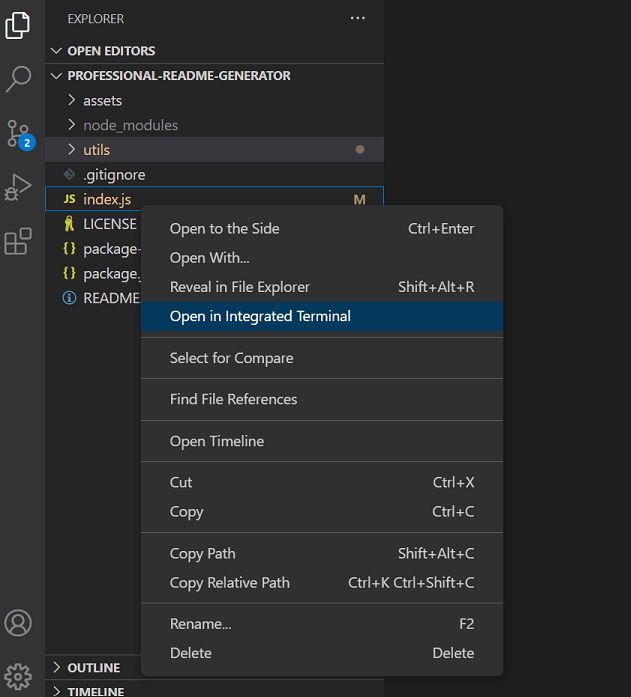 EXPLORER ...
OPEN EDITORS
PROFESSIONAL-README-GENERATOR
assets
node_modules
2
utils
.gitignore
JS index.js M
LICENSE
{ } package-
{ } package.
README
Open to the Side Ctrl+Enter
Open With...
Reveal in File Explorer Shift+Alt+R
Open in Integrated Terminal
Select for Compare
Find File References
Open Timeline
Cut Ctrl+X
Copy Ctrl+C
Copy Path Shift+Alt+C
Copy Relative Path Ctrl+K Ctrl+Shift+C
Rename... F2
Delete Delete
OUTLINE
TIMELINE